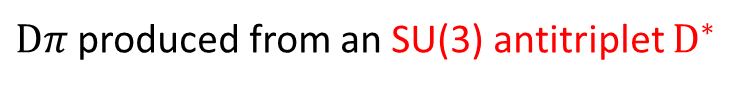 Dπ produced from an SU(3) antitriplet D*